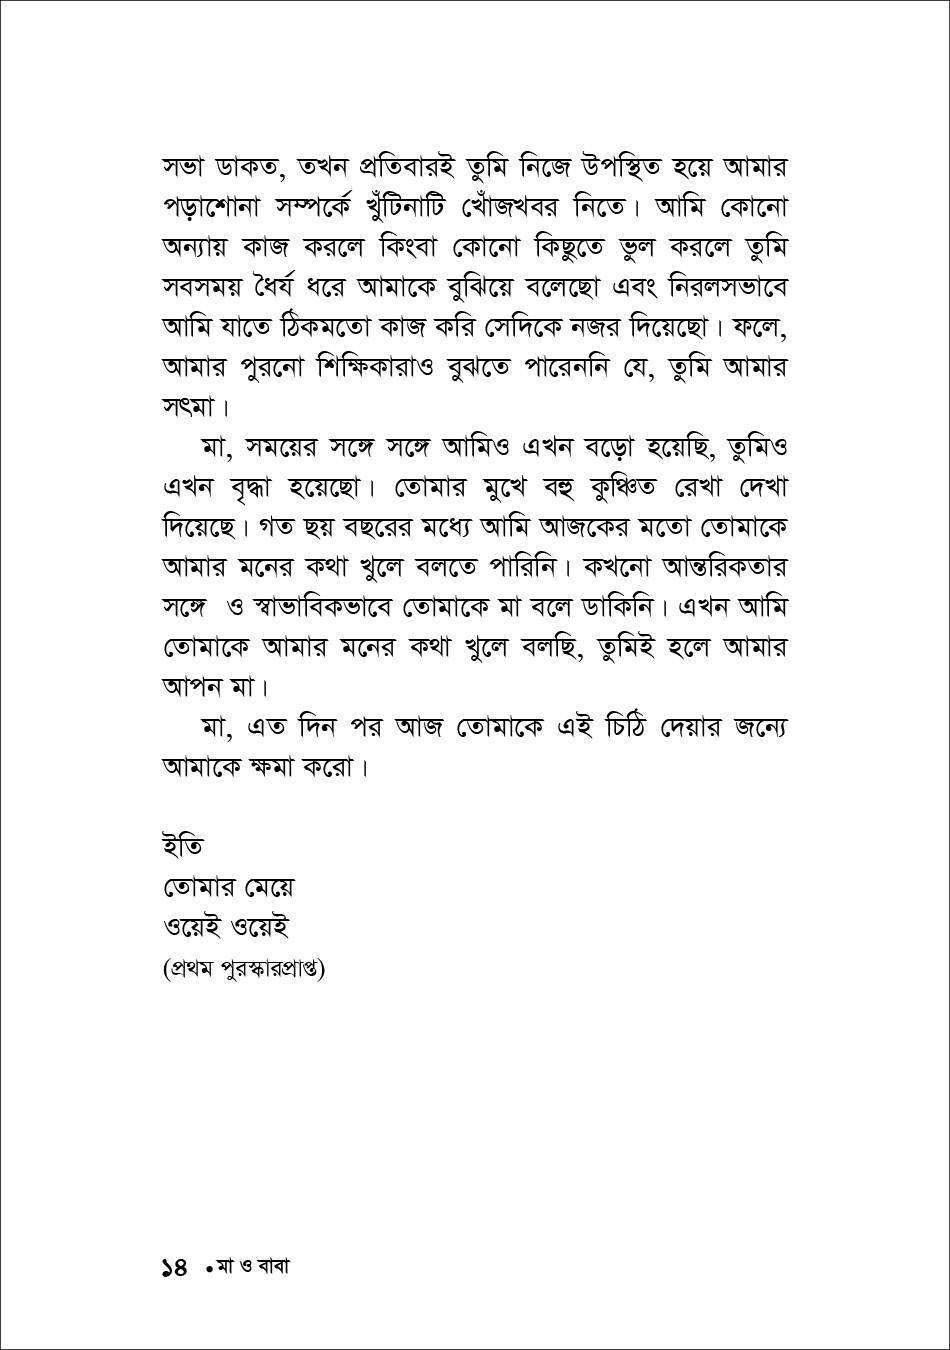 সভা ডাকত, তখন প্রতিবারই তুমি নিজে উপস্থিত হয়ে আমার
পড়াশোনা সম্পর্কে খুঁটিনাটি খোঁজখবর নিতে। আমি কোনো
অন্যায় কাজ করলে কিংবা কোনো কিছুতে ভুল করলে তুমি
সবসময় ধৈর্য ধরে আমাকে বুঝিয়ে বলেছো এবং নিরলসভাবে
আমি যাতে ঠিকমতো কাজ করি সেদিকে নজর দিয়েছো। ফলে,
আমার পুরনো শিক্ষিকারাও বুঝতে পারেননি যে, তুমি আমার
সৎমা।
মা, সময়ের সঙ্গে সঙ্গে আমিও এখন বড়ো হয়েছি, তুমিও
এখন বৃদ্ধা হয়েছো। তোমার মুখে বহু কুঞ্চিত রেখা দেখা
দিয়েছে। গত ছয় বছরের মধ্যে আমি আজকের মতো তোমাকে
আমার মনের কথা খুলে বলতে পারিনি। কখনো আন্তরিকতার
সঙ্গে ও স্বাভাবিকভাবে তোমাকে মা বলে ডাকিনি। এখন আমি
তোমাকে আমার মনের কথা খুলে বলছি, তুমিই হলে আমার
আপন মা।
মা, এত দিন পর আজ তোমাকে এই চিঠি দেয়ার জন্যে
আমাকে ক্ষমা করো।
ইতি
তোমার মেয়ে
ওয়েই ওয়েই
(প্রথম পুরস্কারপ্রাপ্ত)
১৪ • মা ও বাবা